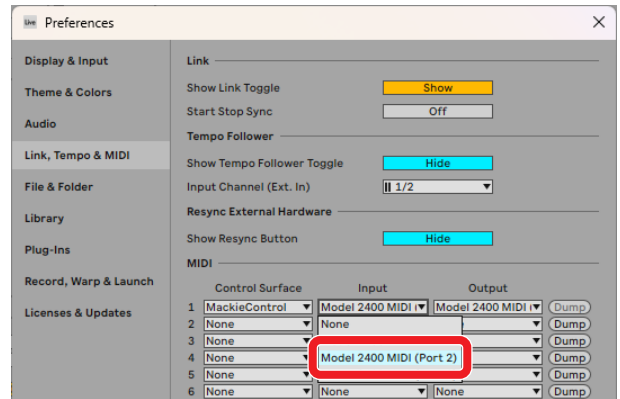 Live Preferences
Display & Input
Theme & Colors
Audio
Link, Tempo & MIDI
File & Folder
Library
Plug-Ins
Record, Warp & Launch
Licenses & Updates
Link
Show Link Toggle Show
Start Stop Sync Off
Tempo Follower
Show Tempo Follower Toggle Hide
Input Channel (Ext. In) 1/2
Resync External Hardware
Show Resync Button Hide
MIDI
Control Surface Input Output
1 MackieControl Model 2400 MIDI Model 2400 MIDI Dump
2 None None Dump
3 None Dump
4 None Model 2400 MIDI (Port 2) Dump
5 None Dump
6 None None None Dump